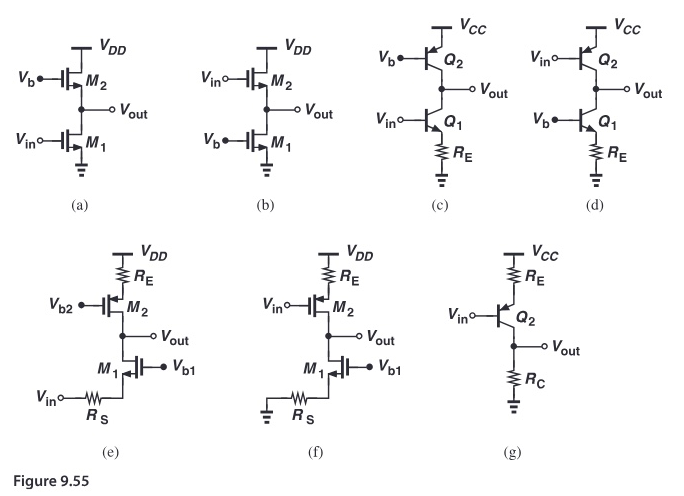 V_DD V_DD V_CC V_CC
V_b M_2 V_in M_2 V_b Q_2 V_in Q_2
V_out V_out V_out V_out
V_in M_1 V_b M_1 V_in Q_1 V_b Q_1
R_E R_E
(a) (b) (c) (d)
V_DD V_DD V_CC
R_E R_E R_E
V_b2 M_2 V_in M_2 V_in Q_2
V_out V_out V_out
M_1 V_b1 M_1 V_b1 R_C
V_in R_S R_S
(e) (f) (g)
Figure 9.55